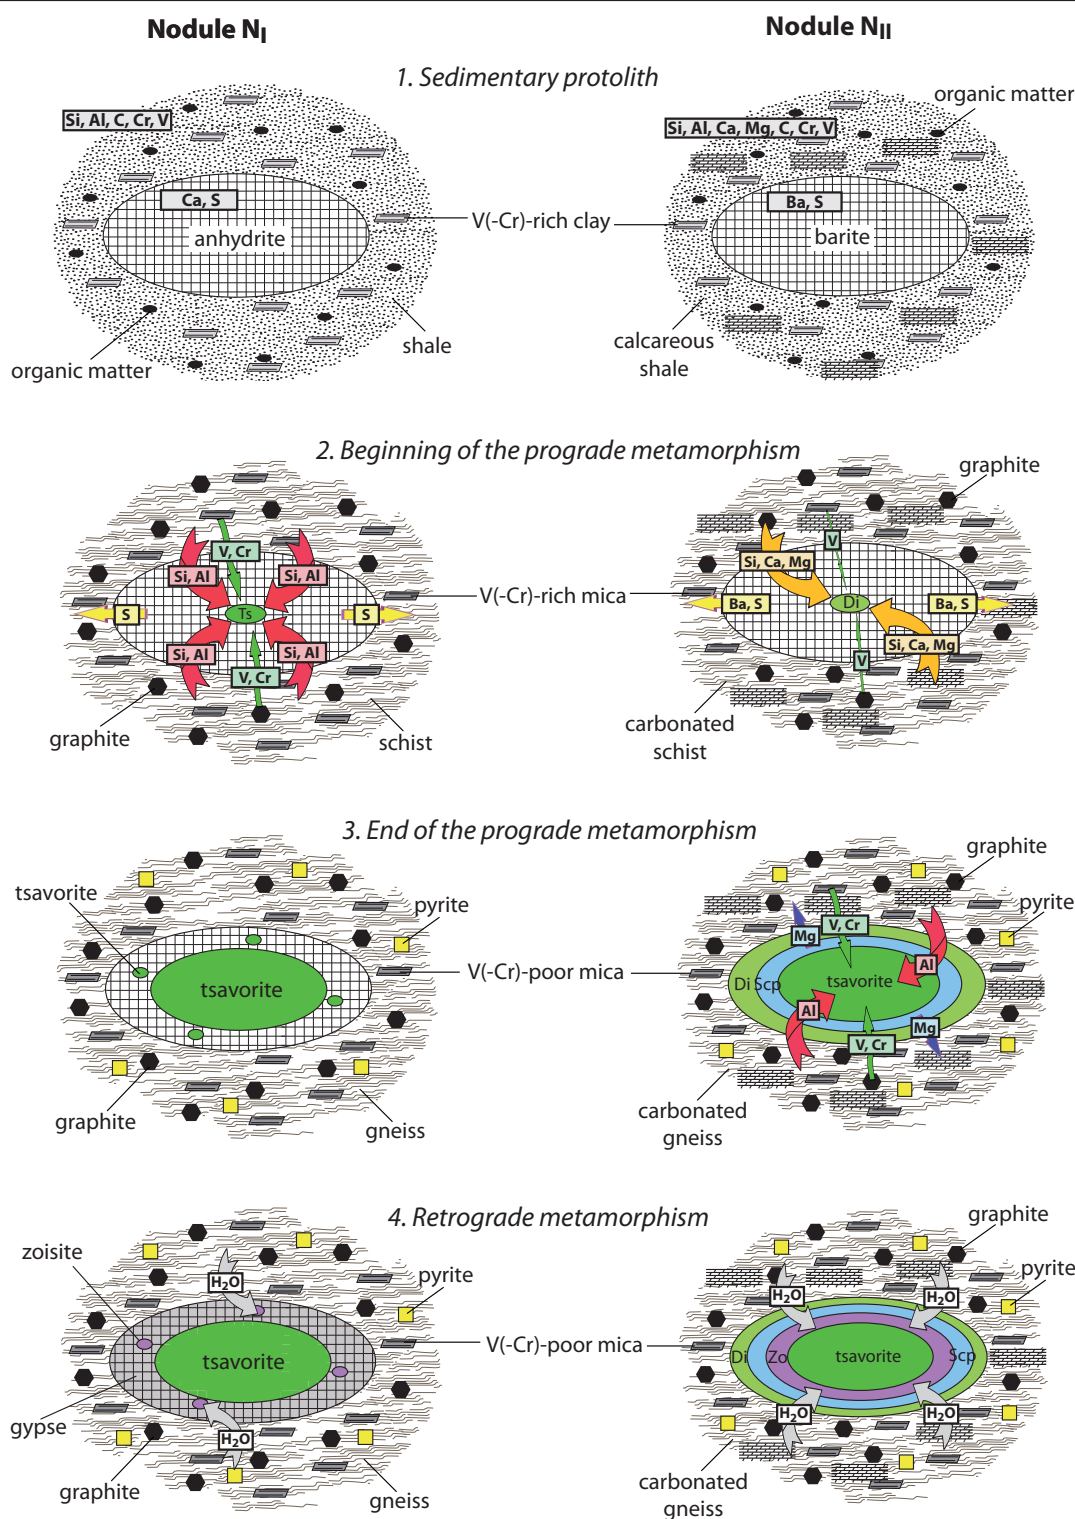 Nodule NI
Nodule NII
1. Sedimentary protolith
Si, Al, C, Cr, V
Si, Al, Ca, Mg, C, Cr, V
organic matter
Ca, S
Ba, S
anhydrite
V(-Cr)-rich clay
barite
shale
organic matter
calcareous
shale
2. Beginning of the prograde metamorphism
graphite
V, Cr
Si, Al
Si, Al
S
Ts
S
Si, Al
Si, Al
V, Cr
V(-Cr)-rich mica
V
Si, Ca, Mg
Ba, S
Di
Ba, S
Si, Ca, Mg
V
graphite
schist
carbonated
schist
3. End of the prograde metamorphism
graphite
tsavorite
pyrite
pyrite
tsavorite
V(-Cr)-poor mica
V, Cr
Mg
Al
Di
Scp
tsavorite
Al
Mg
V, Cr
graphite
gneiss
carbonated
gneiss
4. Retrograde metamorphism
graphite
zoisite
pyrite
pyrite
H2O
H2O
H2O
tsavorite
V(-Cr)-poor mica
Di
Zo
tsavorite
Scp
gypse
H2O
H2O
H2O
graphite
gneiss
carbonated
gneiss